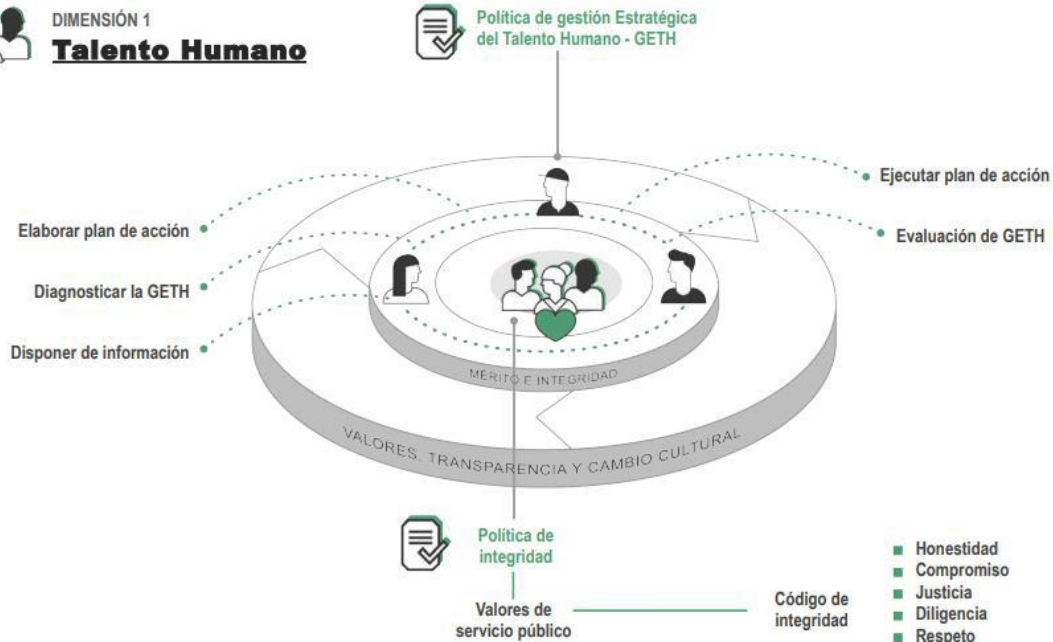 DIMENSIÓN 1
Talento Humano
Política de gestión Estratégica
del Talento Humano - GETH
Ejecutar plan de acción
Elaborar plan de acción
Evaluación de GETH
Diagnosticar la GETH
Disponer de información
MÉRITO E INTEGRIDAD
VALORES, TRANSPARENCIA Y CAMBIO CULTURAL
Política de
integridad
Valores de
servicio público
Código de
integridad
Honestidad
Compromiso
Justicia
Diligencia
Respeto